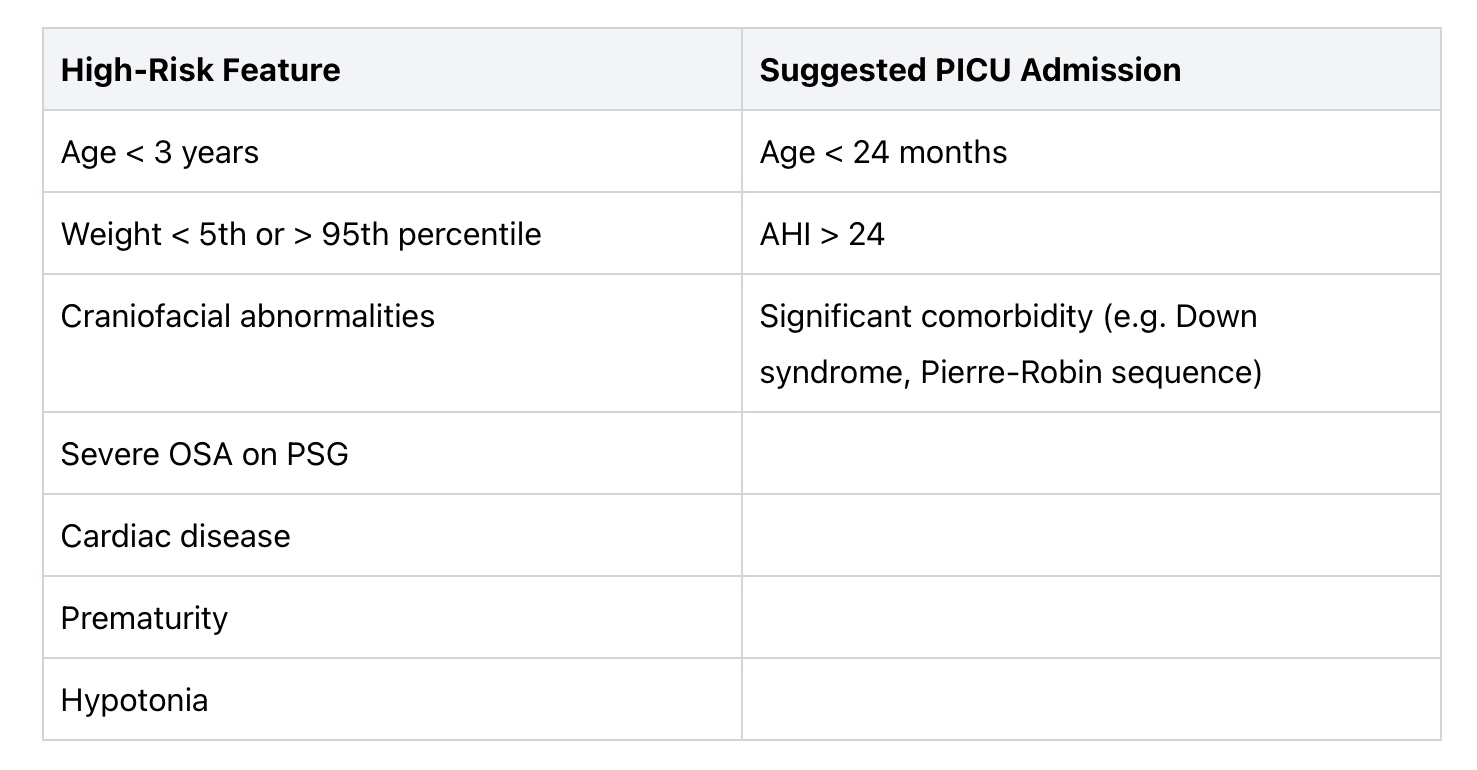 High-Risk Feature
Suggested PICU Admission
Age < 3 years
Age < 24 months
Weight < 5th or > 95th percentile
AHI > 24
Craniofacial abnormalities
Significant comorbidity (e.g. Down
syndrome, Pierre-Robin sequence)
Severe OSA on PSG
Cardiac disease
Prematurity
Hypotonia